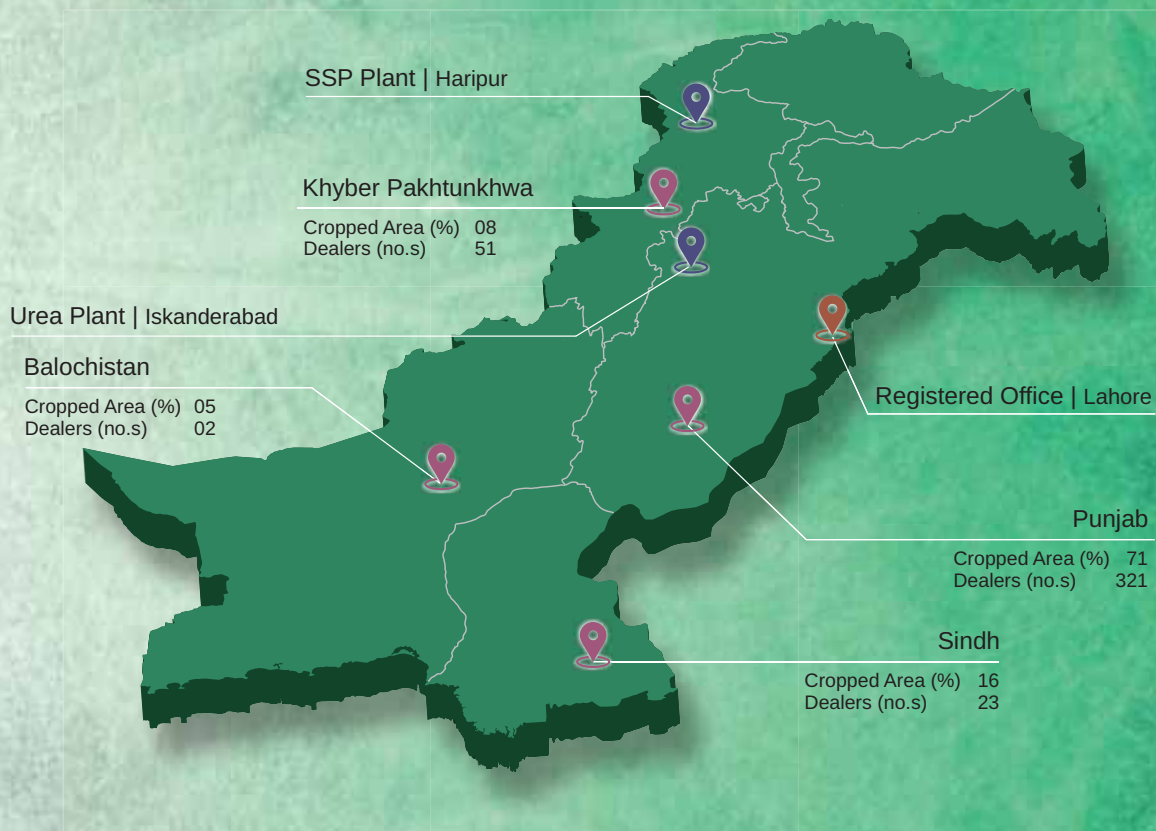 SSP Plant | Haripur
Khyber Pakhtunkhwa
Cropped Area (%) 08
Dealers (no.s) 51
Urea Plant | Iskanderabad
Balochistan
Cropped Area (%) 05
Dealers (no.s) 02
Registered Office | Lahore
Punjab
Cropped Area (%) 71
Dealers (no.s) 321
Sindh
Cropped Area (%) 16
Dealers (no.s) 23